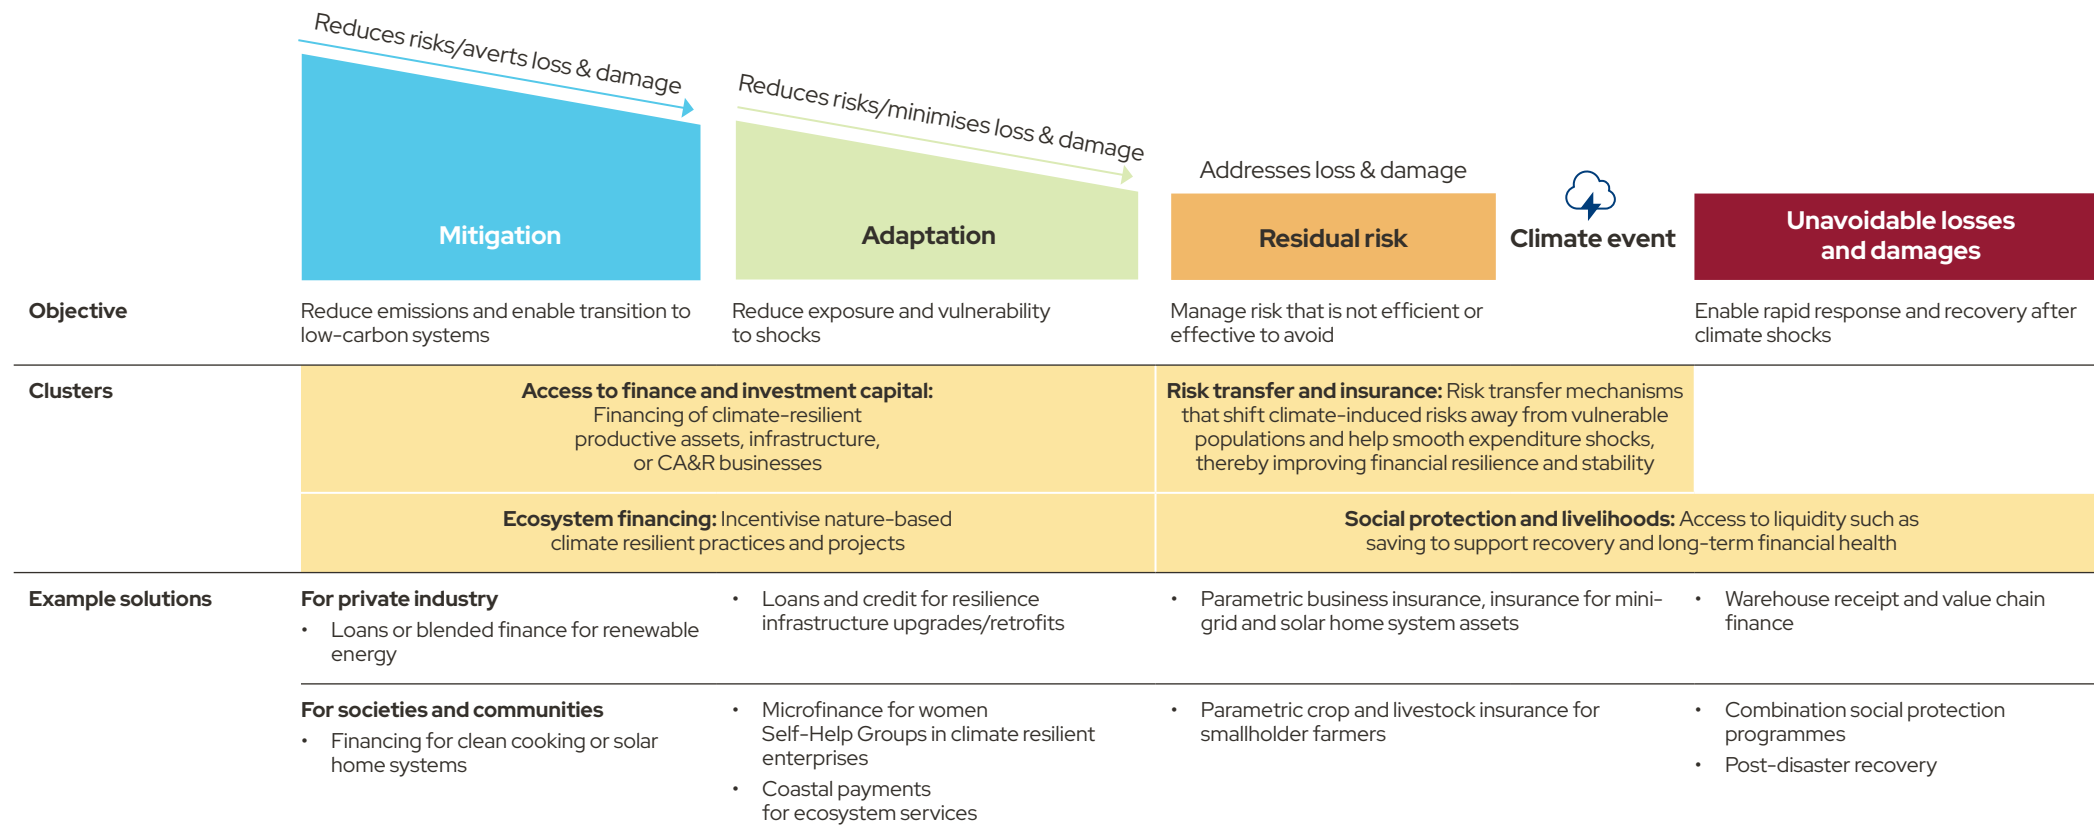 Reduces risks/averts loss & damage
Reduces risks/minimises loss & damage
Addresses loss & damage
Mitigation
Adaptation
Residual risk
Climate event
Unavoidable losses
and damages
Objective
Reduce emissions and enable transition to
low-carbon systems
Reduce exposure and vulnerability
to shocks
Manage risk that is not efficient or
effective to avoid
Enable rapid response and recovery after
climate shocks
Clusters
Access to finance and investment capital:
Financing of climate-resilient
productive assets, infrastructure,
or CA&R businesses
Risk transfer and insurance: Risk transfer mechanisms
that shift climate-induced risks away from vulnerable
populations and help smooth expenditure shocks,
thereby improving financial resilience and stability
Ecosystem financing: Incentivise nature-based
climate resilient practices and projects
Social protection and livelihoods: Access to liquidity such as
saving to support recovery and long-term financial health
Example solutions
For private industry
• Loans or blended finance for renewable
energy
• Loans and credit for resilience
infrastructure upgrades/retrofits
• Parametric business insurance, insurance for mini-
grid and solar home system assets
• Warehouse receipt and value chain
finance
For societies and communities
• Financing for clean cooking or solar
home systems
• Microfinance for women
Self-Help Groups in climate resilient
enterprises
• Coastal payments
for ecosystem services
• Parametric crop and livestock insurance for
smallholder farmers
• Combination social protection
programmes
• Post-disaster recovery